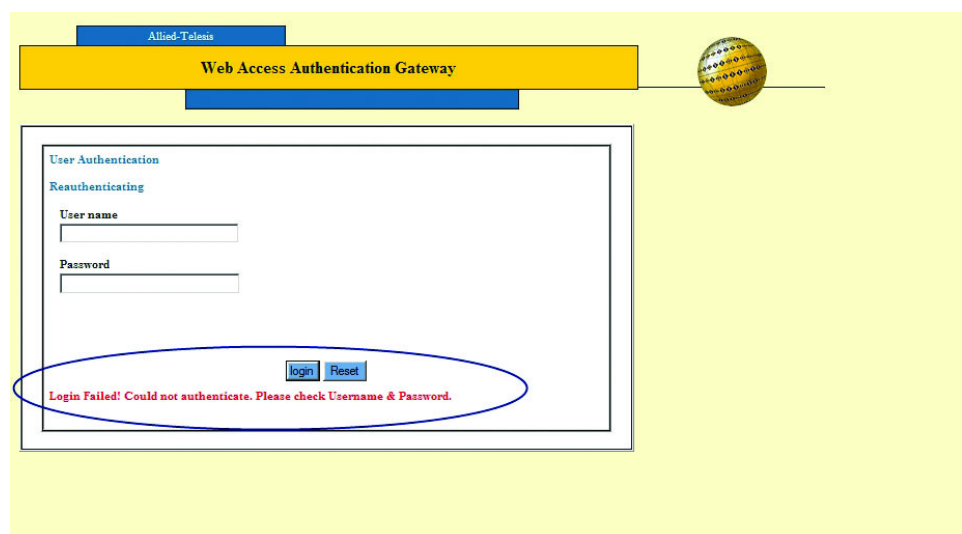 Allied-Telesis
Web Access Authentication Gateway
User Authentication
Reauthenticating
User name
Password
login Reset
Login Failed! Could not authenticate. Please check Username & Password.